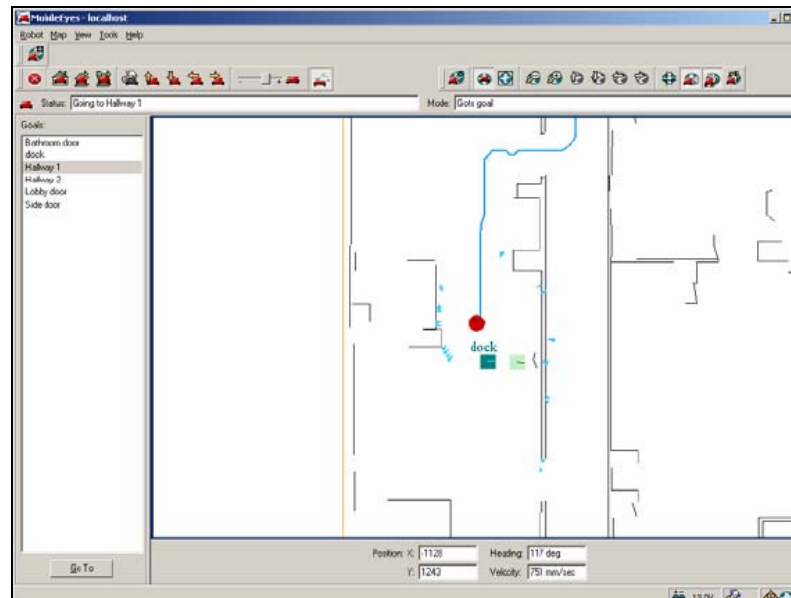 MobileEyes - localhost
Robot Map View Tools Help
Status: Going to Hallway 1 Mode: Goto goal
Goals:
Bathroom door
dock
Hallway 1
Hallway 2
Lobby door
Side door
dock
Go To
Position: X: -1128 Heading: 117 deg
Y: 1243 Velocity: 751 mm/sec